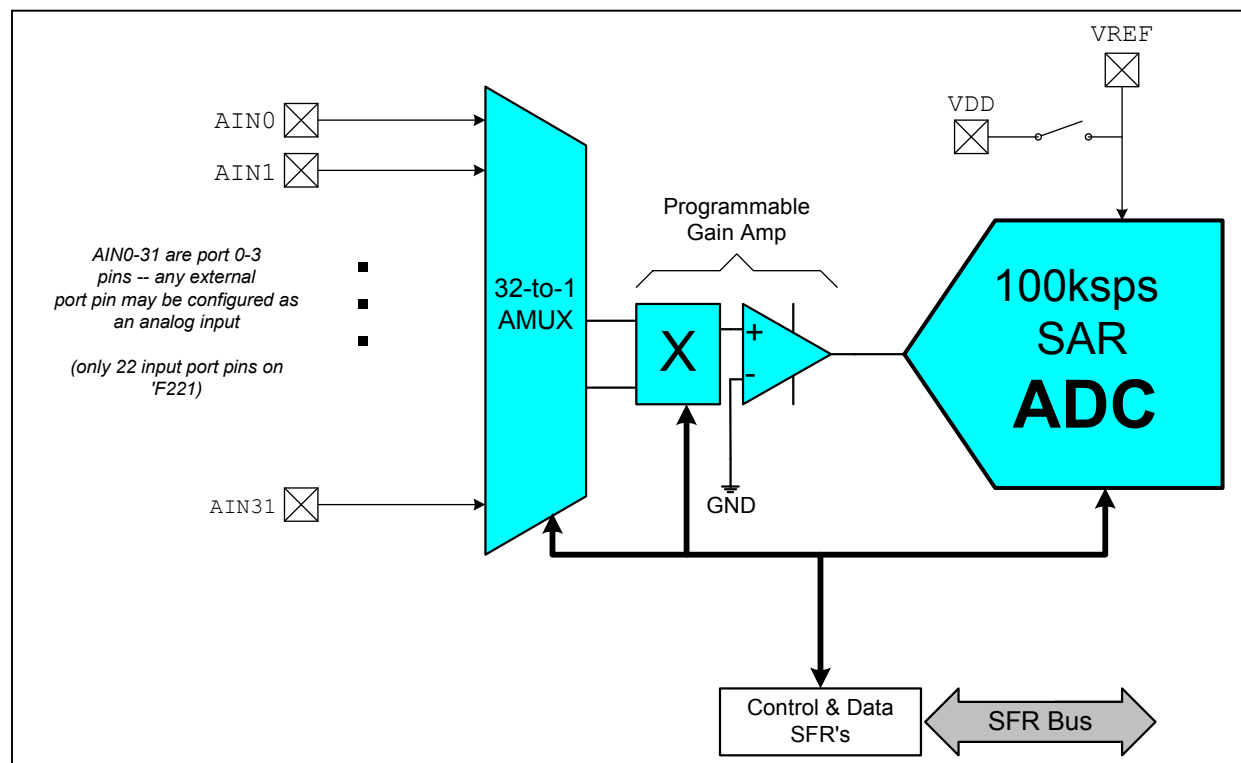 VREF
VDD
AIN0
AIN1
Programmable
Gain Amp
AIN0-31 are port 0-3
pins -- any external
port pin may be configured as
an analog input
(only 22 input port pins on
'F221)
32-to-1
AMUX
X
+
-
100ksps
SAR
ADC
AIN31
GND
Control & Data
SFR's
SFR Bus